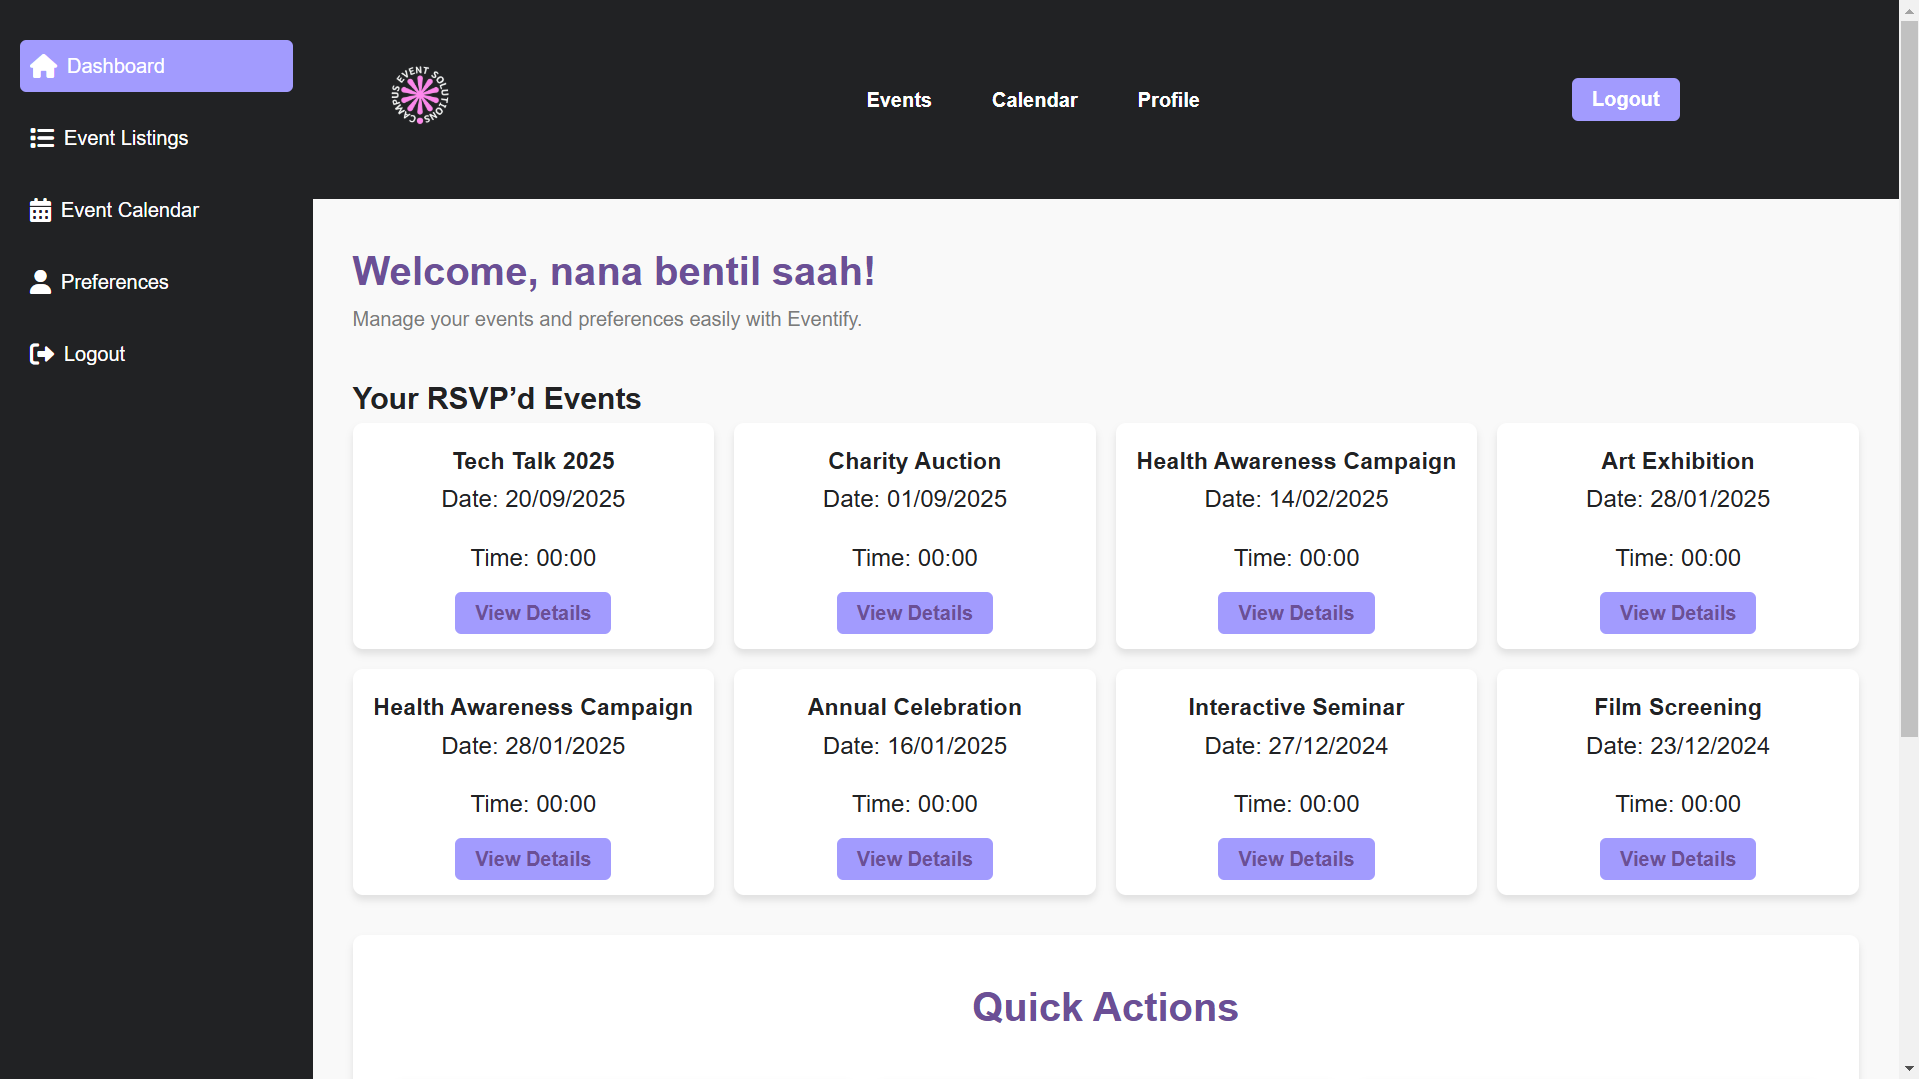 Dashboard
Event Listings
Event Calendar
Preferences
Logout
CAMPUS EVENT SOLUTIONS
Events
Calendar
Profile
Logout
Welcome, nana bentil saah!
Manage your events and preferences easily with Eventify.
Your RSVP’d Events
Tech Talk 2025
Date: 20/09/2025
Time: 00:00
View Details
Charity Auction
Date: 01/09/2025
Time: 00:00
View Details
Health Awareness Campaign
Date: 14/02/2025
Time: 00:00
View Details
Art Exhibition
Date: 28/01/2025
Time: 00:00
View Details
Health Awareness Campaign
Date: 28/01/2025
Time: 00:00
View Details
Annual Celebration
Date: 16/01/2025
Time: 00:00
View Details
Interactive Seminar
Date: 27/12/2024
Time: 00:00
View Details
Film Screening
Date: 23/12/2024
Time: 00:00
View Details
Quick Actions